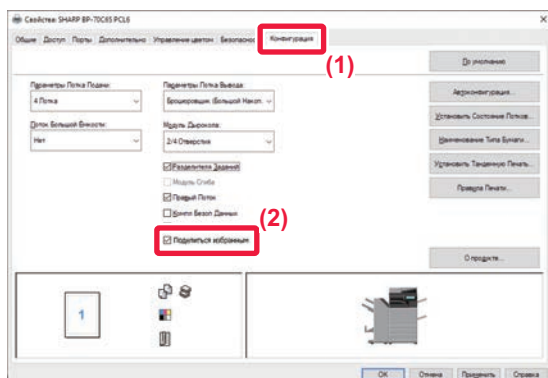 Свойства: SHARP BP-70C65 PCL6
Общие Доступ Порты Дополнительно Управление цветом Безопасность Конфигурация
(1)
По умолчанию
Параметры Лотка Подачи:
4 Лотка
Параметры Лотка Вывода:
Брошюровщик (Большой Накоп.
Автоконфигурация...
Лоток Большой Емкости:
Нет
Модуль Дырокола:
2/4 Отверстия
Установить Состояние Лотков...
Наименование Типа Бумаги...
Разделители Заданий
Установить Тандемную Печать...
Модуль Сгиба
Правый Лоток
Правила Печати...
Компл Безоп Данных
(2)
Поделиться избранным
О продукте...
1
OK Отмена Применить Справка